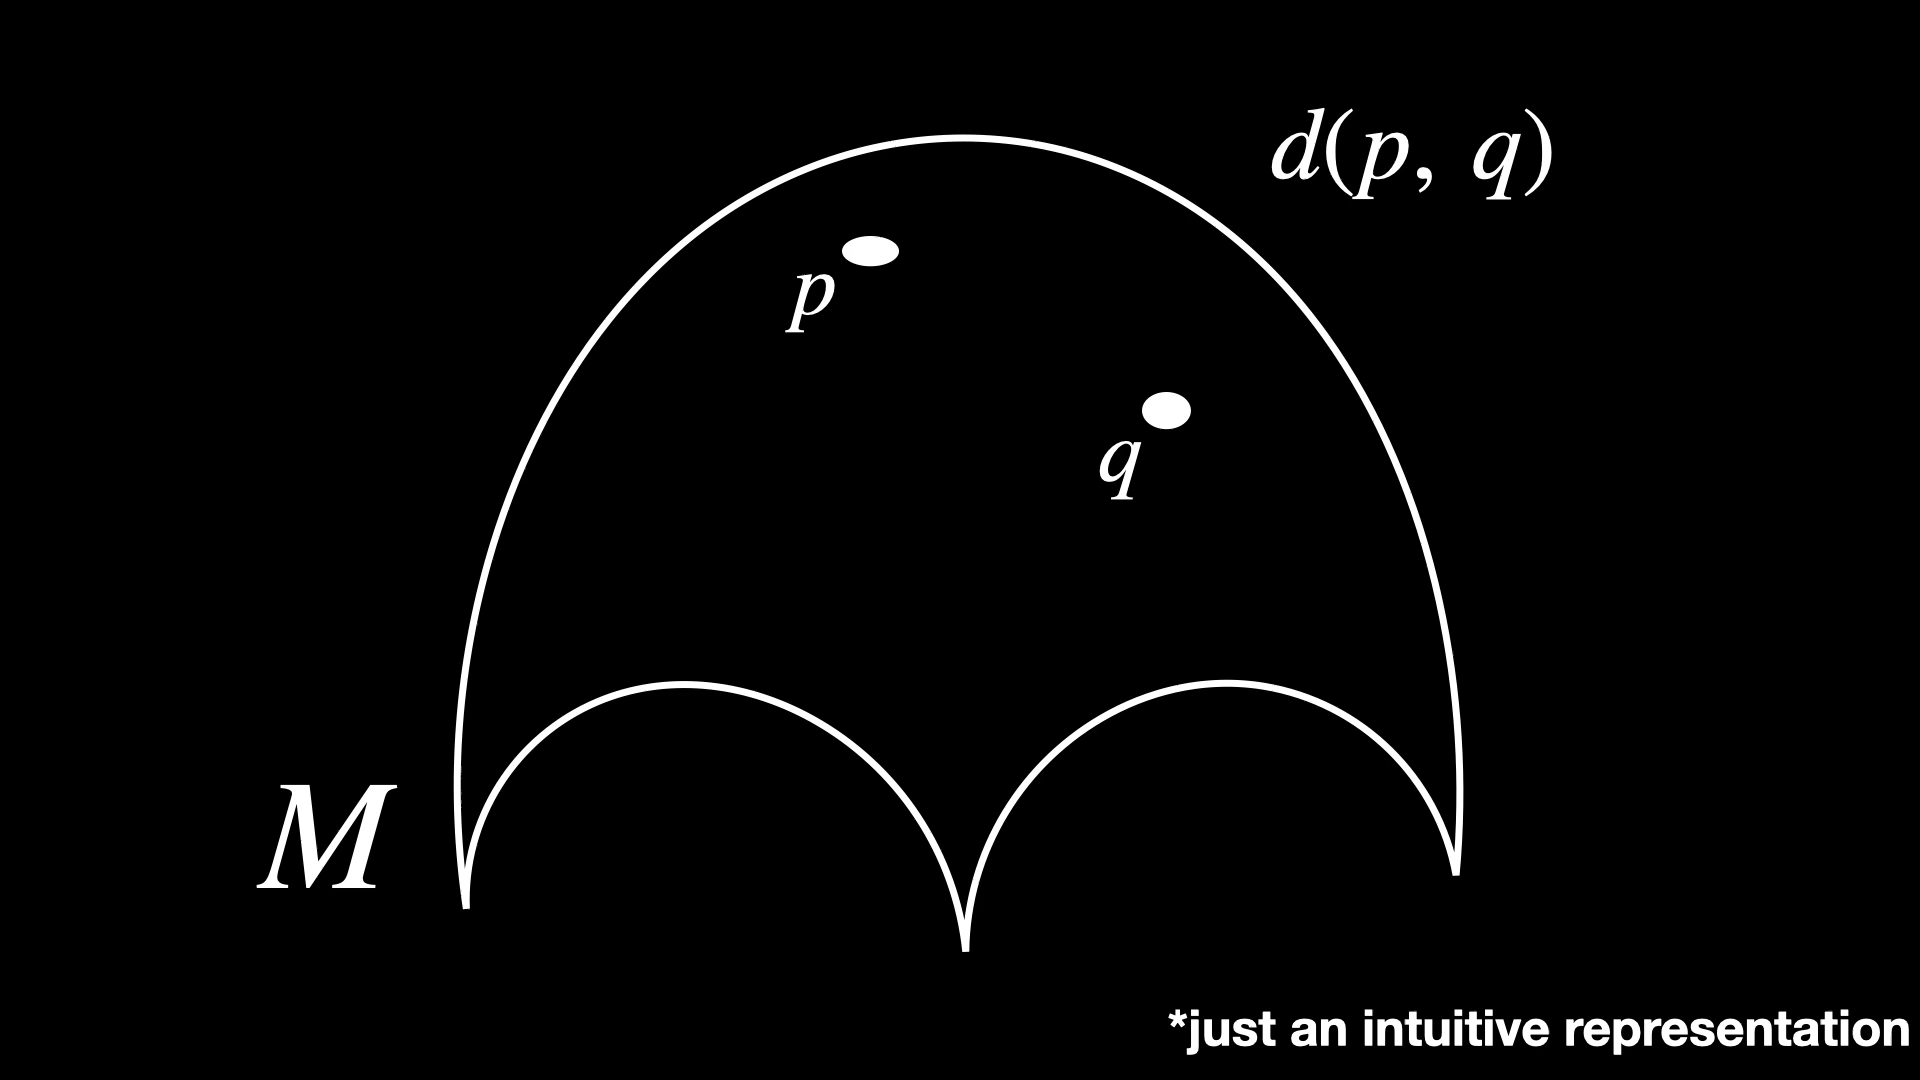 d(p, q)
p
q
M
*just an intuitive representation